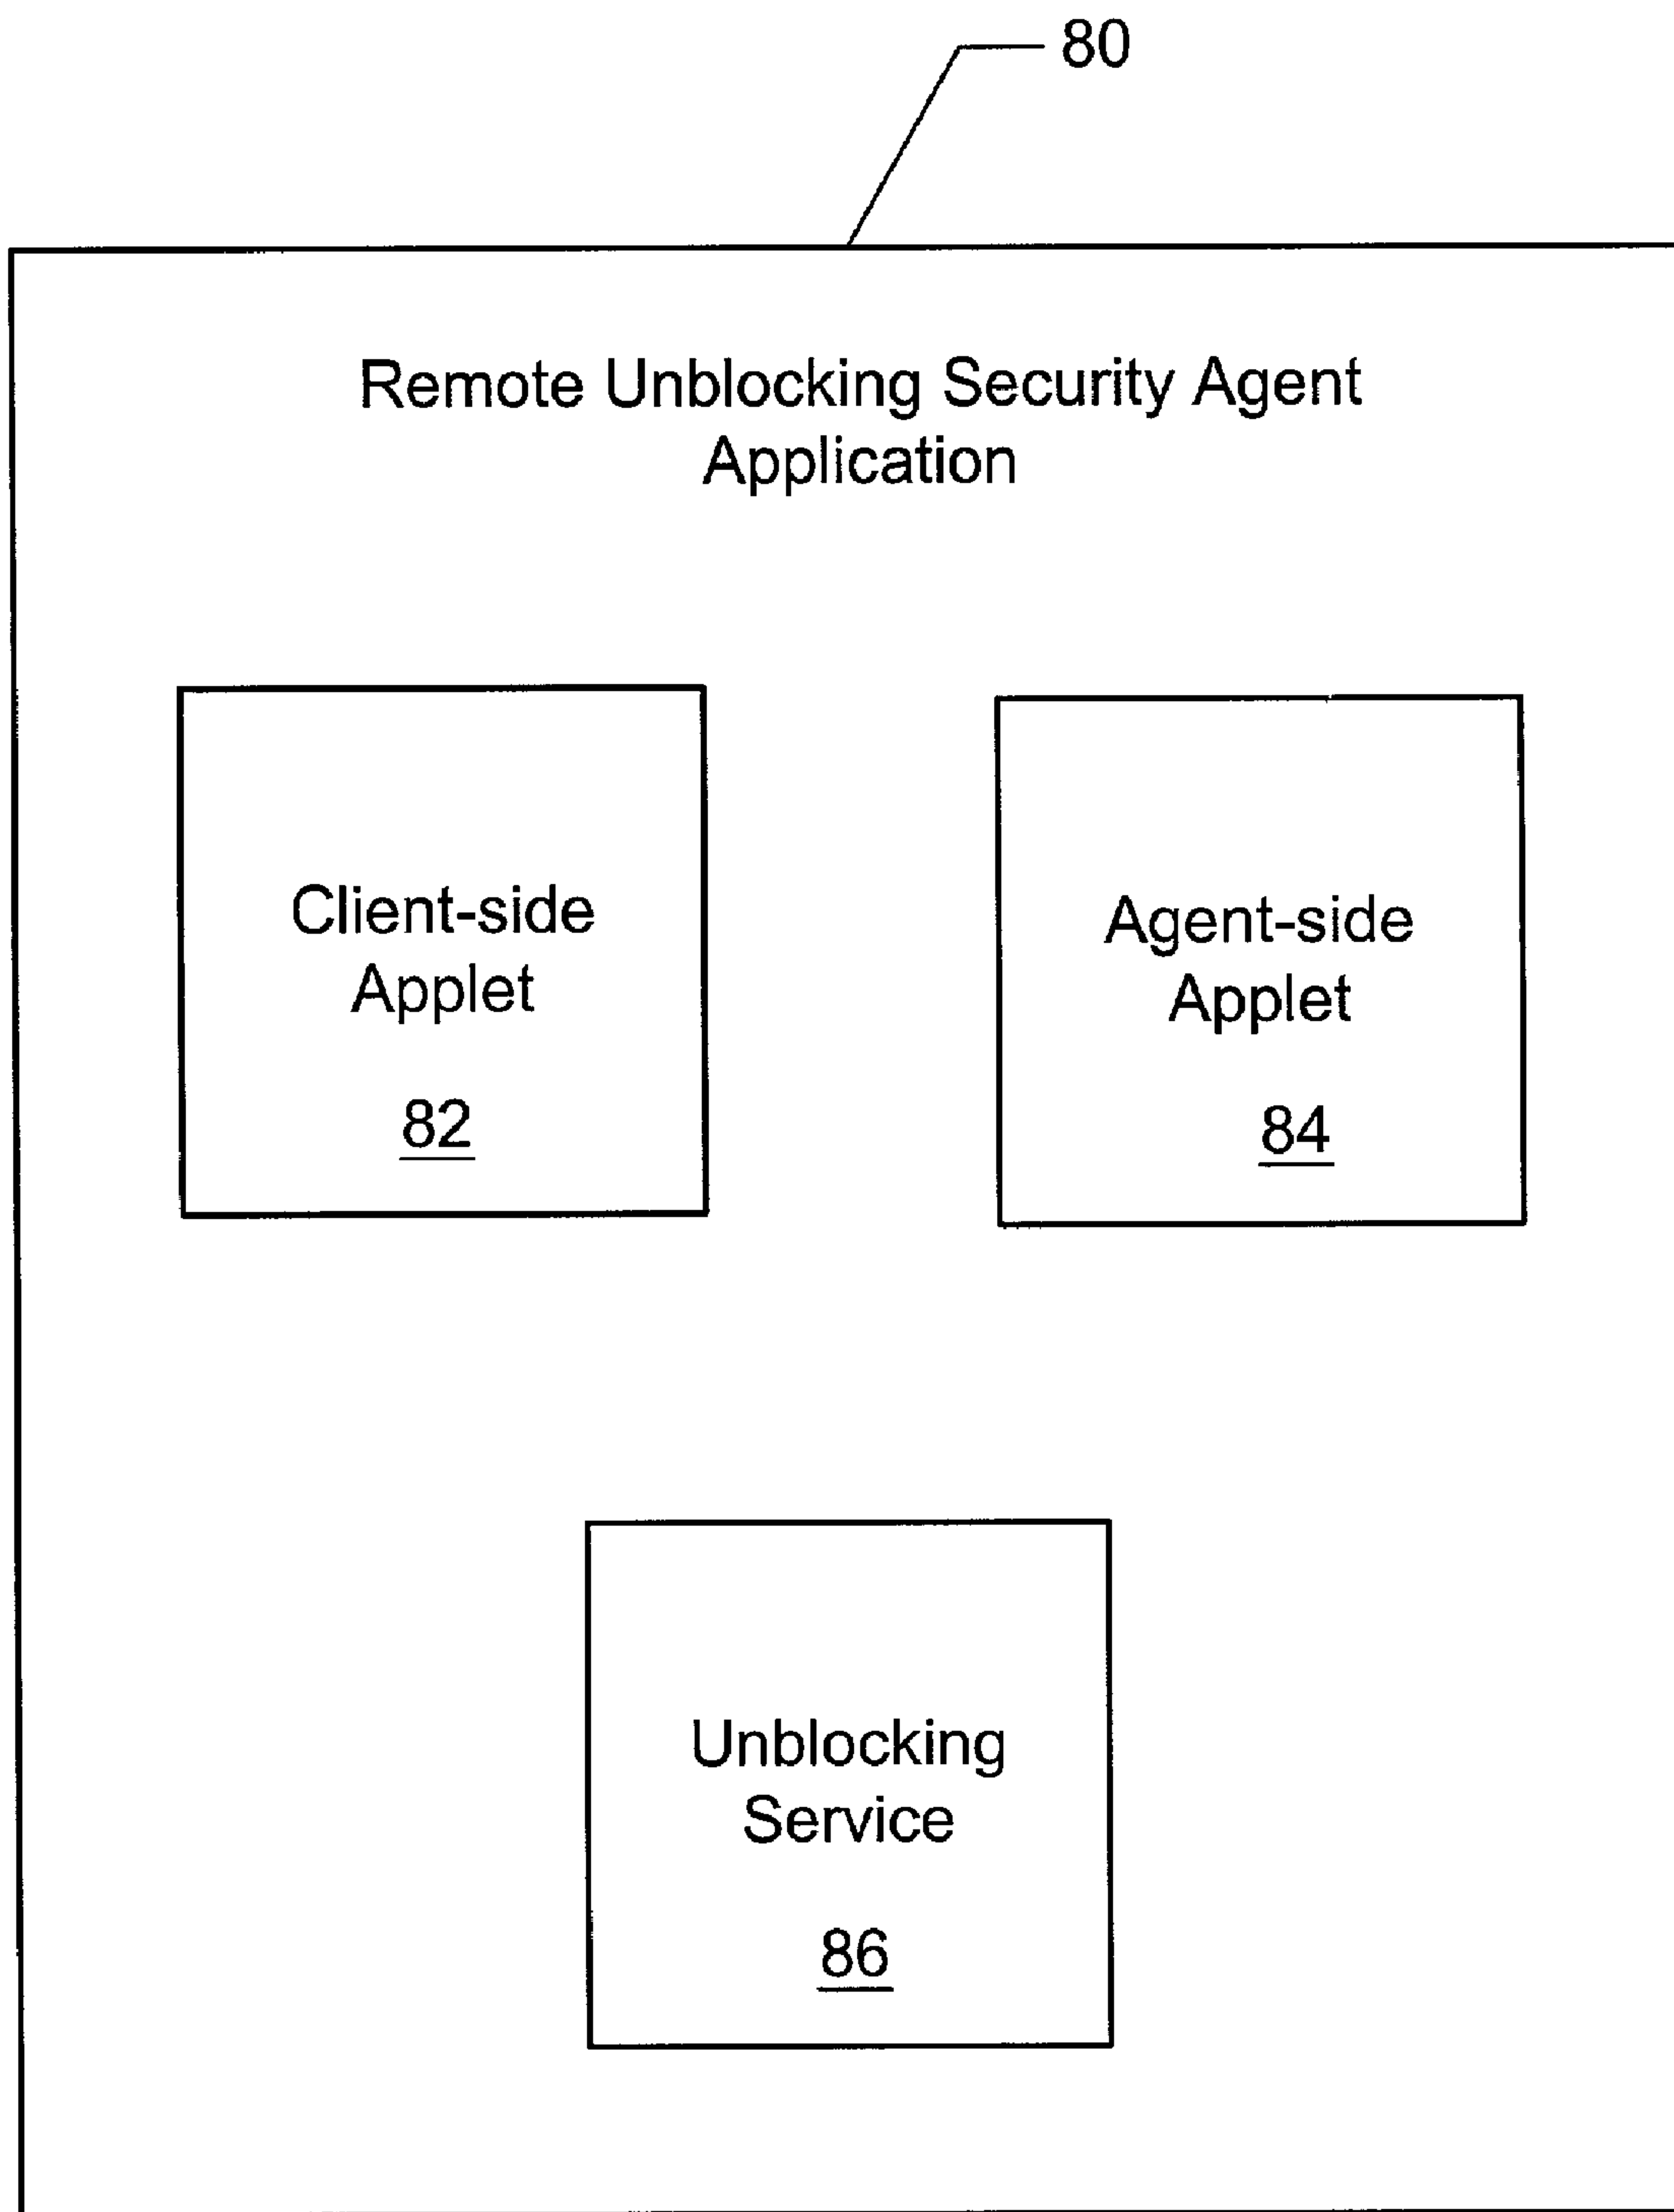 80
Remote Unblocking Security Agent
Application
Client-side
Applet
82
Agent-side
Applet
84
Unblocking
Service
86